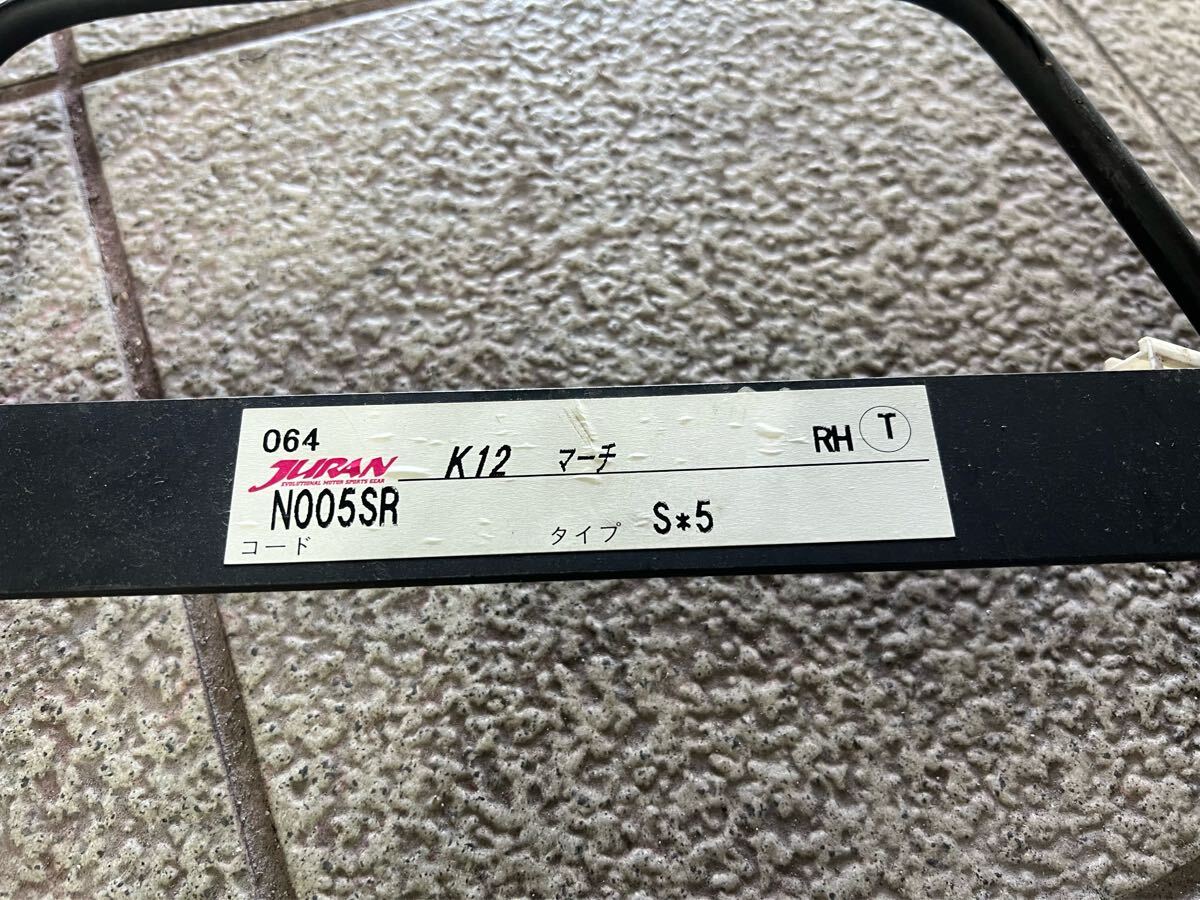 064 RH T
JURAN K12 マーチ
EVOLUTIONAL MOTOR SPORTS GEAR
N005SR
コード タイプ S*5